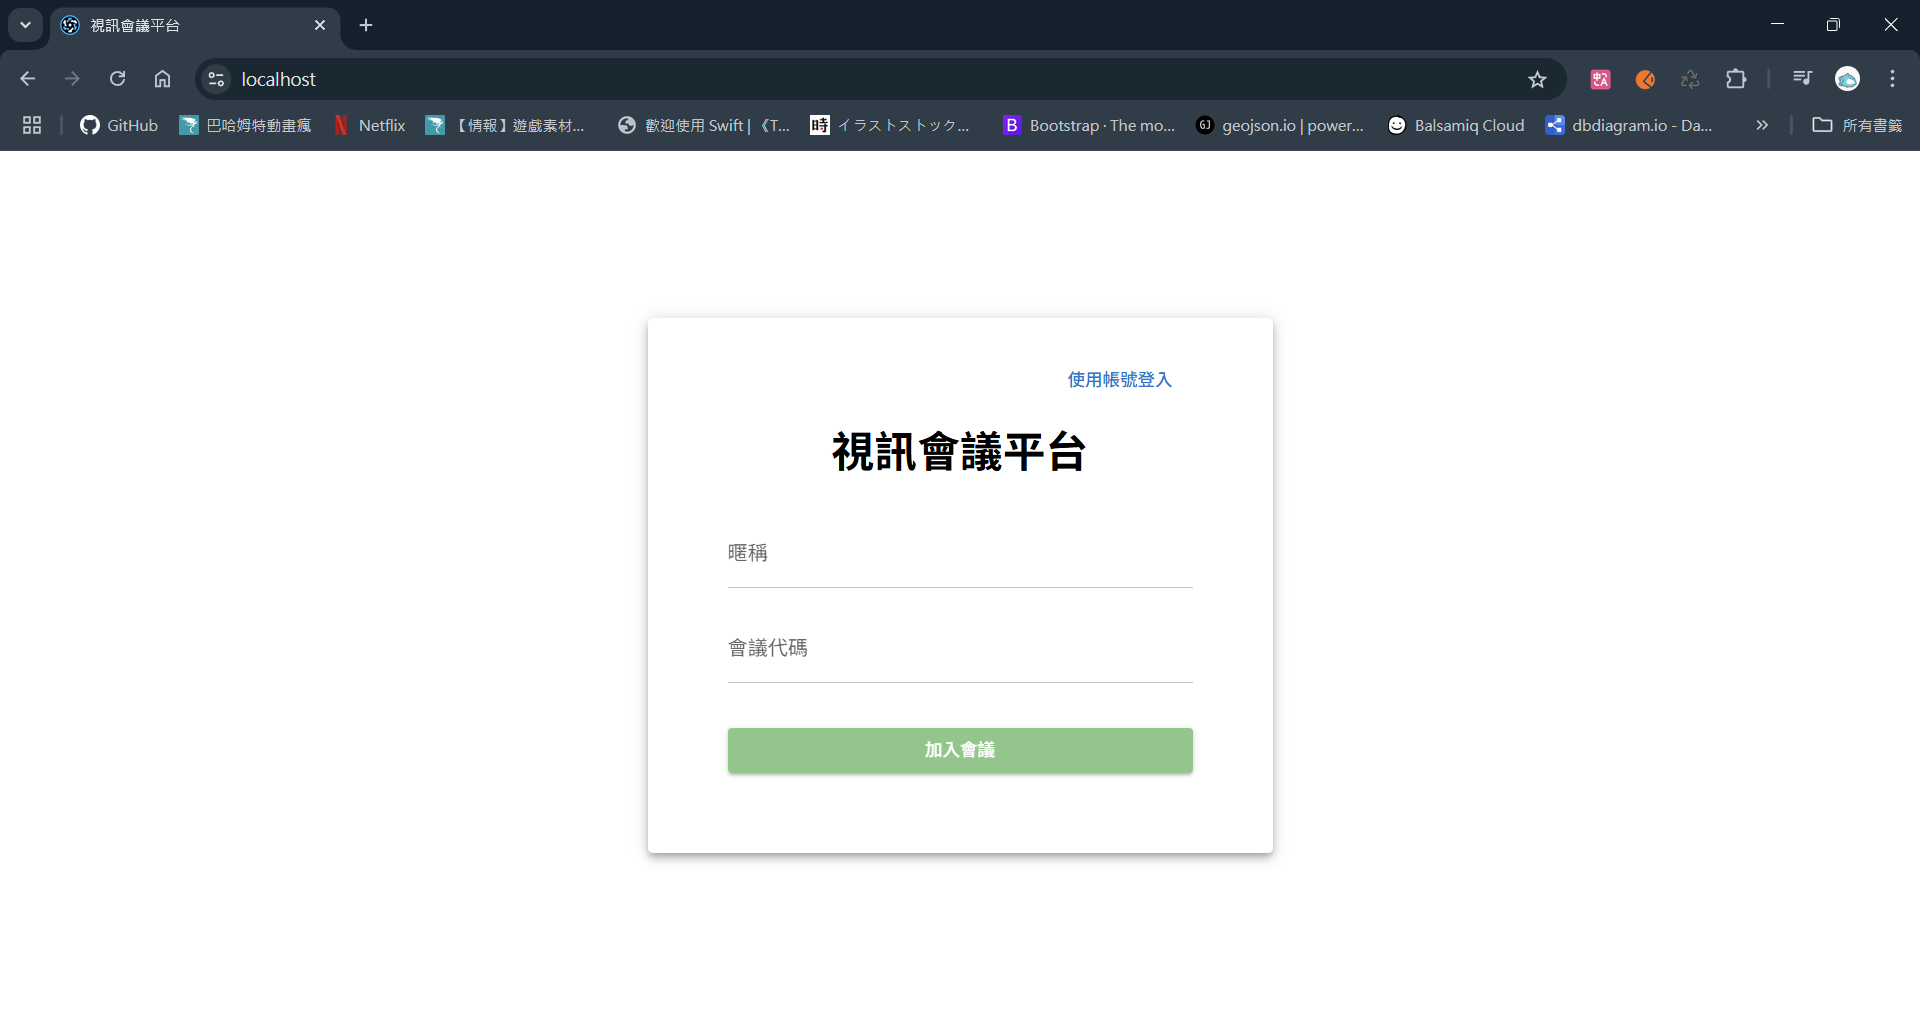 視訊會議平台
localhost
GitHub
巴哈姆特動畫瘋
Netflix
【情報】遊戲素材...
歡迎使用 Swift | 《T...
イラストストック...
Bootstrap · The mo...
geojson.io | power...
Balsamiq Cloud
dbdiagram.io - Da...
所有書籤
使用帳號登入
視訊會議平台
暱稱
會議代碼
加入會議